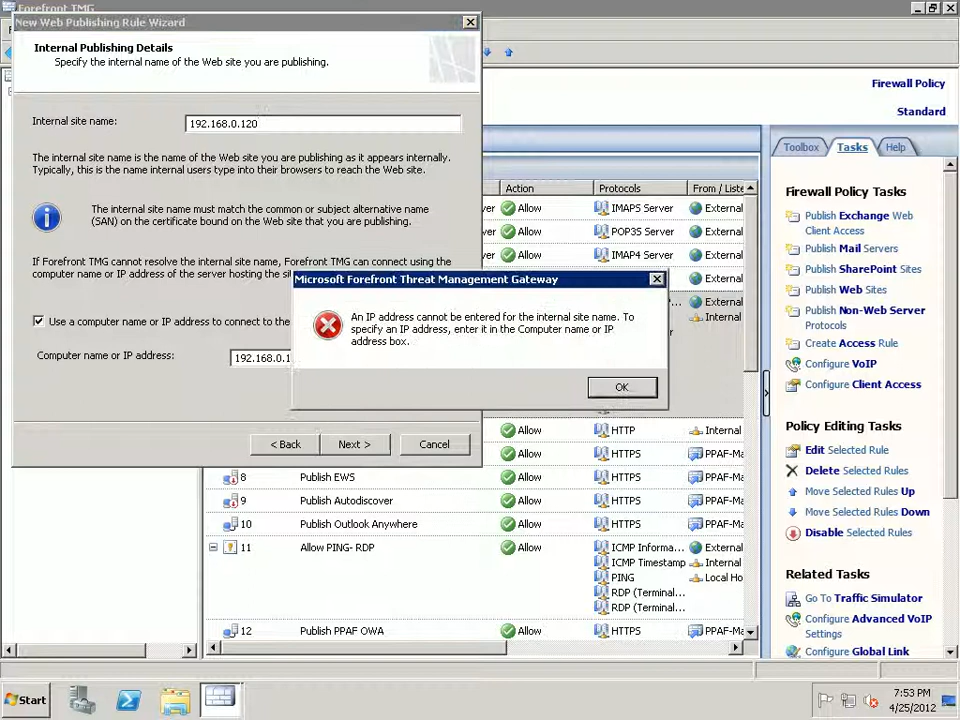 Forefront TMG
New Web Publishing Rule Wizard
Internal Publishing Details
Specify the internal name of the Web site you are publishing.
Internal site name:
192.168.0.120
The internal site name is the name of the Web site you are publishing as it appears internally.
Typically, this is the name internal users type into their browsers to reach the Web site.
The internal site name must match the common or subject alternative name
(SAN) on the certificate bound on the Web site that you are publishing.
If Forefront TMG cannot resolve the internal site name, Forefront TMG can connect using the
computer name or IP address of the server hosting the
Use a computer name or IP address to connect to the
Computer name or IP address:
192.168.0.1
< Back
Next >
Cancel
Microsoft Forefront Threat Management Gateway
An IP address cannot be entered for the internal site name. To
specify an IP address, enter it in the Computer name or IP
address box.
OK
Firewall Policy
Standard
Action
Protocols
From / Liste
ver
Allow
IMAPS Server
External
ver
Allow
POP3S Server
External
ver
Allow
IMAP4 Server
External
External
External
Internal
Allow
HTTP
Internal
Allow
HTTPS
PPAF-Ma
8
Publish EWS
Allow
HTTPS
PPAF-Ma
9
Publish Autodiscover
Allow
HTTPS
PPAF-Ma
10
Publish Outlook Anywhere
Allow
HTTPS
PPAF-Ma
11
Allow PING- RDP
Allow
ICMP Informa...
External
ICMP Timestamp
Internal
PING
Local Ho
RDP (Terminal...
RDP (Terminal...
12
Publish PPAF OWA
Allow
HTTPS
PPAF-Ma
Toolbox
Tasks
Help
Firewall Policy Tasks
Publish Exchange Web
Client Access
Publish Mail Servers
Publish SharePoint Sites
Publish Web Sites
Publish Non-Web Server
Protocols
Create Access Rule
Configure VoIP
Configure Client Access
Policy Editing Tasks
Edit Selected Rule
Delete Selected Rules
Move Selected Rules Up
Move Selected Rules Down
Disable Selected Rules
Related Tasks
Go To Traffic Simulator
Configure Advanced VoIP
Settings
Configure Global Link
Start
7:53 PM
4/25/2012